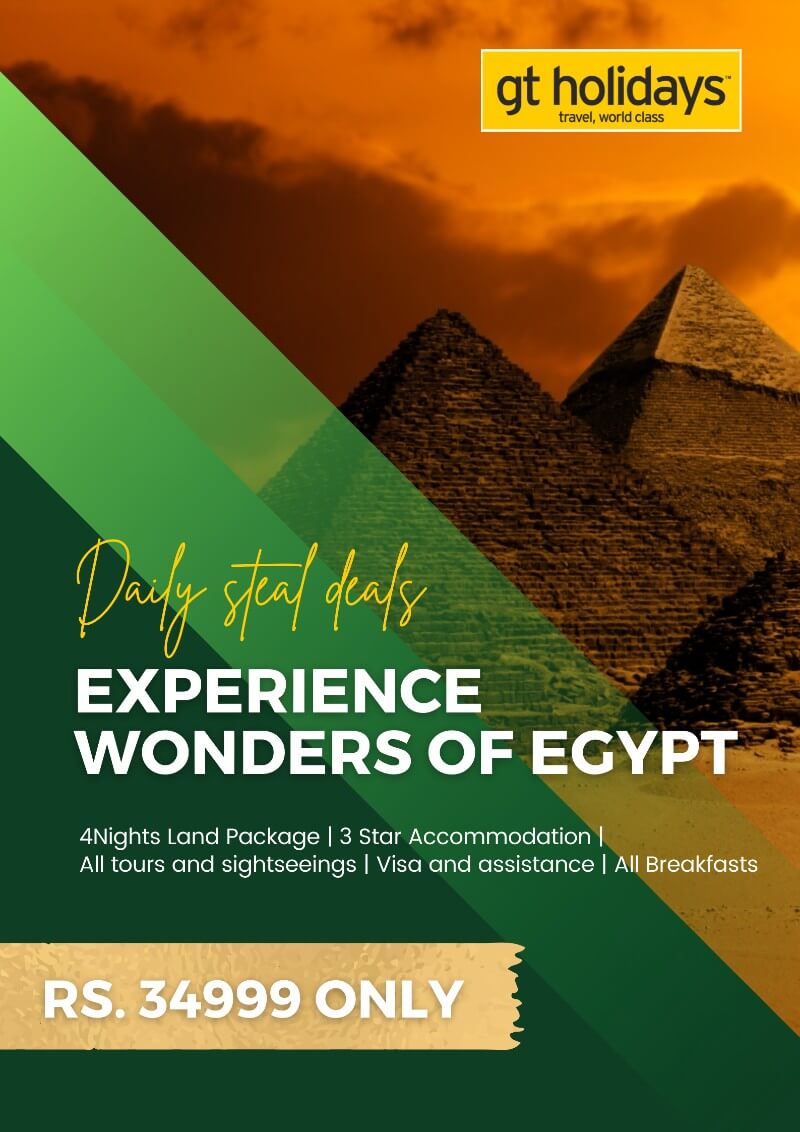 gt holidays™
travel, world class
Daily steal deals
EXPERIENCE
WONDERS OF EGYPT
4Nights Land Package | 3 Star Accommodation |
All tours and sightseeings | Visa and assistance | All Breakfasts
RS. 34999 ONLY